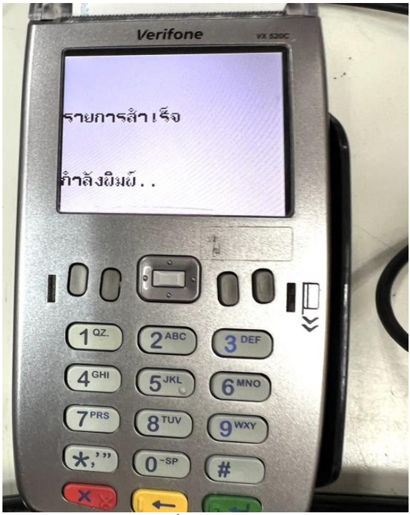 Verifone VX 520C
รายการสำเร็จ
กำลังพิมพ์..
1 QZ. 2 ABC 3 DEF
4 GHI 5 JKL 6 MNO
7 PRS 8 TUV 9 WXY
*,'" 0 -SP #